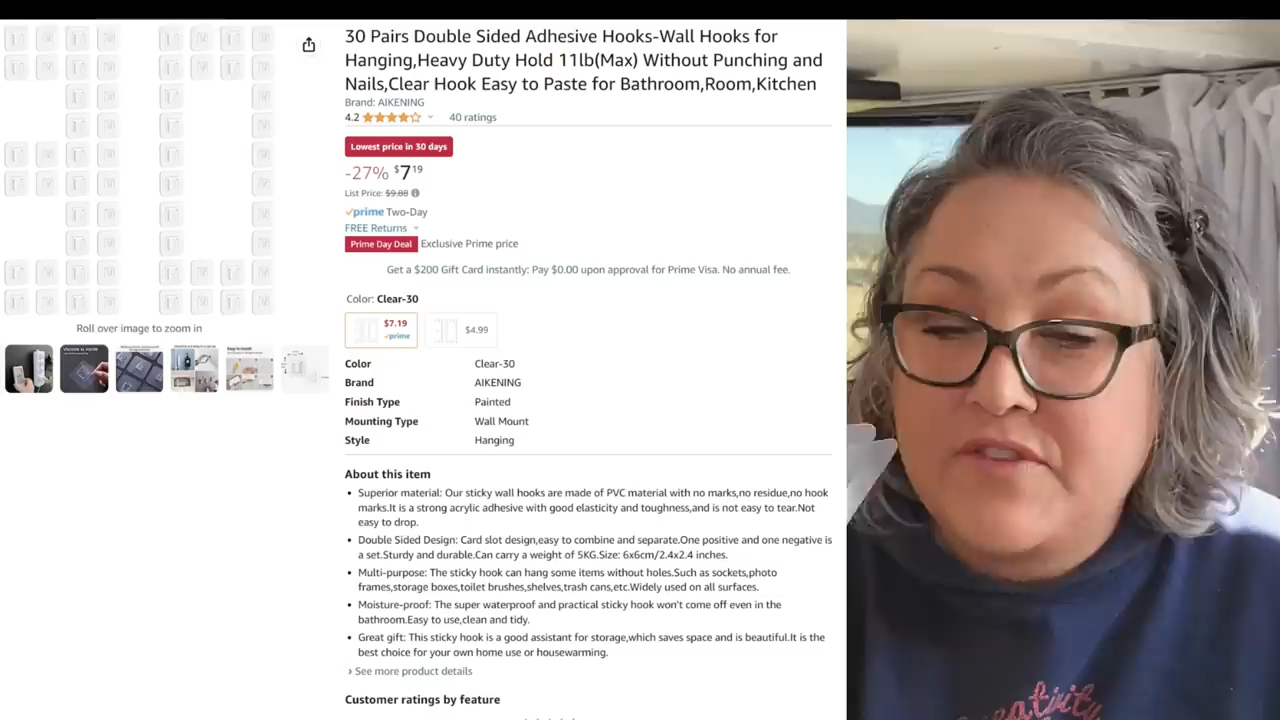 30 Pairs Double Sided Adhesive Hooks-Wall Hooks for
Hanging,Heavy Duty Hold 11lb(Max) Without Punching and
Nails,Clear Hook Easy to Paste for Bathroom,Room,Kitchen
Brand: AIKENING
4.2 40 ratings
Lowest price in 30 days
-27% $7 19
List Price: $9.88
prime Two-Day
FREE Returns
Prime Day Deal Exclusive Prime price
Get a $200 Gift Card instantly: Pay $0.00 upon approval for Prime Visa. No annual fee.
Color: Clear-30
$7.19
prime
$4.99
Color Clear-30
Brand AIKENING
Finish Type Painted
Mounting Type Wall Mount
Style Hanging
About this item
• Superior material: Our sticky wall hooks are made of PVC material with no marks,no residue,no hook
marks.It is a strong acrylic adhesive with good elasticity and toughness,and is not easy to tear.Not
easy to drop.
• Double Sided Design: Card slot design,easy to combine and separate.One positive and one negative is
a set.Sturdy and durable.Can carry a weight of 5KG.Size: 6x6cm/2.4x2.4 inches.
• Multi-purpose: The sticky hook can hang some items without holes.Such as sockets,photo
frames,storage boxes,toilet brushes,shelves,trash cans,etc.Widely used on all surfaces.
• Moisture-proof: The super waterproof and practical sticky hook won't come off even in the
bathroom.Easy to use,clean and tidy.
• Great gift: This sticky hook is a good assistant for storage,which saves space and is beautiful.It is the
best choice for your own home use or housewarming.
› See more product details
Customer ratings by feature
Roll over image to zoom in